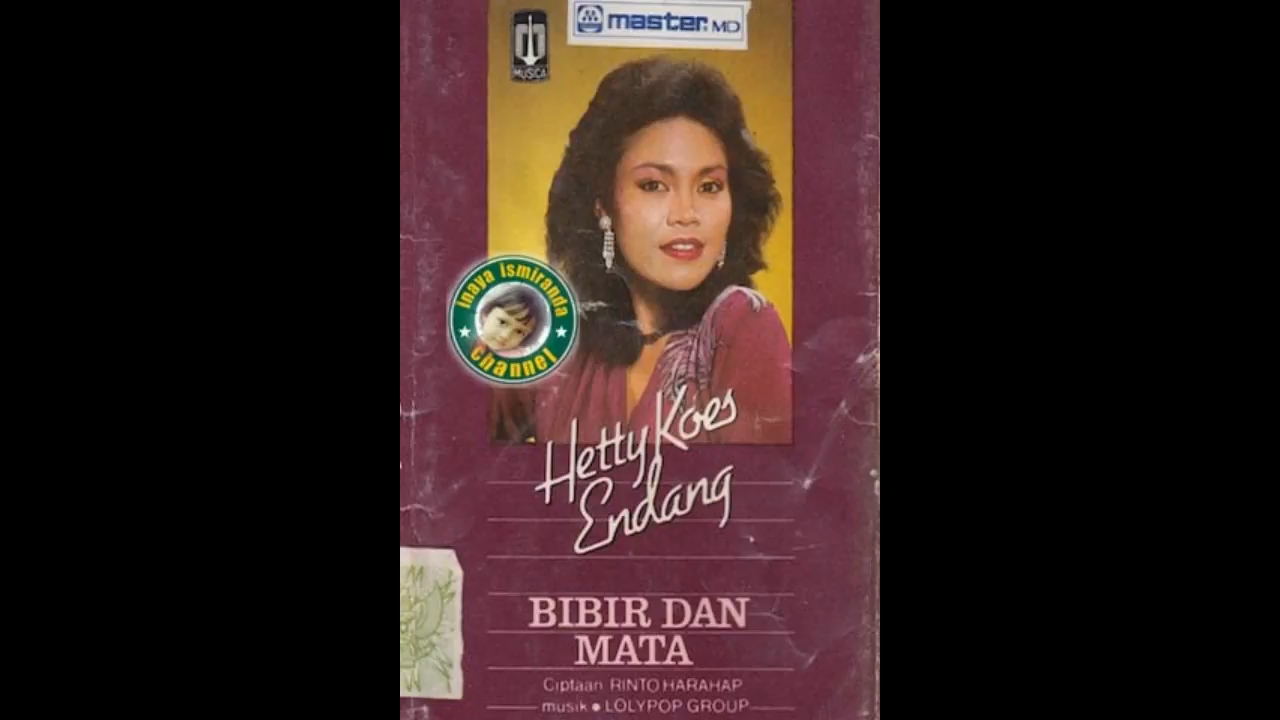 master. MD
MUSICA
inaya ismiranda
channel
Hetty Koes
Endang
BIBIR DAN
MATA
Ciptaan RINTO HARAHAP
musik • LOLYPOP GROUP